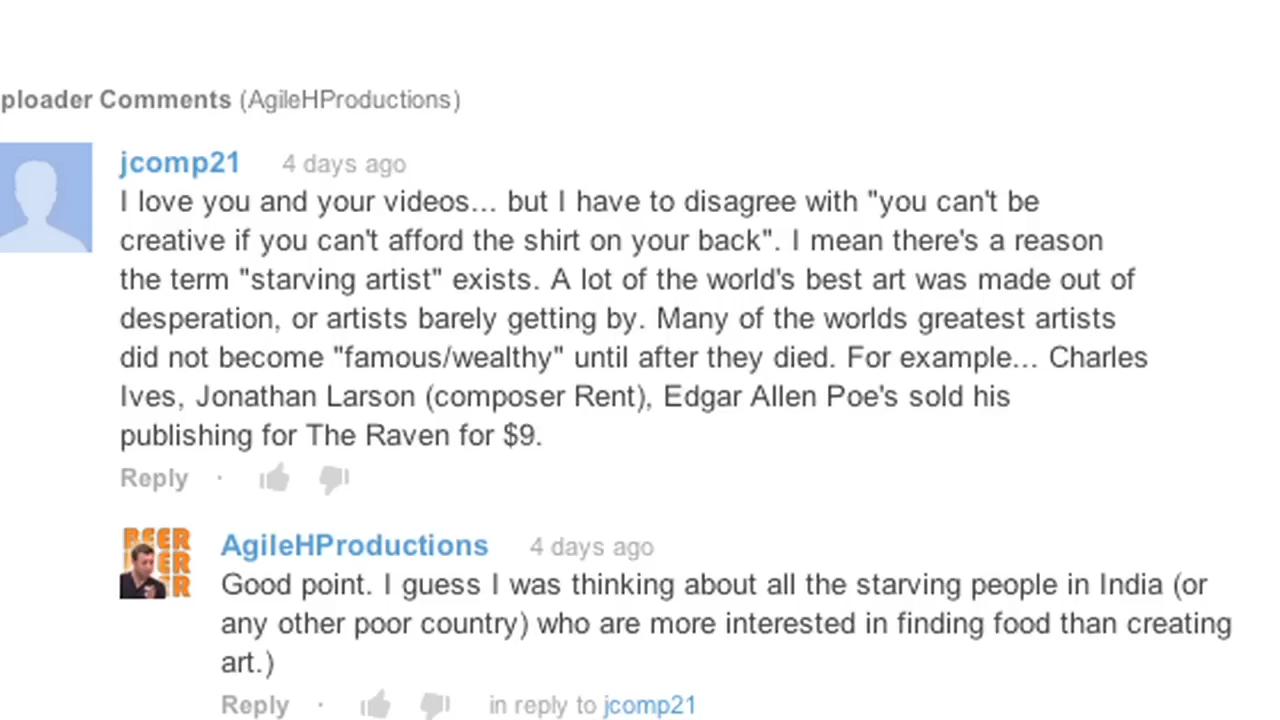 ploader Comments (AgileHProductions)
jcomp21 4 days ago
I love you and your videos... but I have to disagree with "you can't be
creative if you can't afford the shirt on your back". I mean there's a reason
the term "starving artist" exists. A lot of the world's best art was made out of
desperation, or artists barely getting by. Many of the worlds greatest artists
did not become "famous/wealthy" until after they died. For example... Charles
Ives, Jonathan Larson (composer Rent), Edgar Allen Poe's sold his
publishing for The Raven for $9.
Reply ·
BEER
AgileHProductions 4 days ago
Good point. I guess I was thinking about all the starving people in India (or
any other poor country) who are more interested in finding food than creating
art.)
Reply · in reply to jcomp21